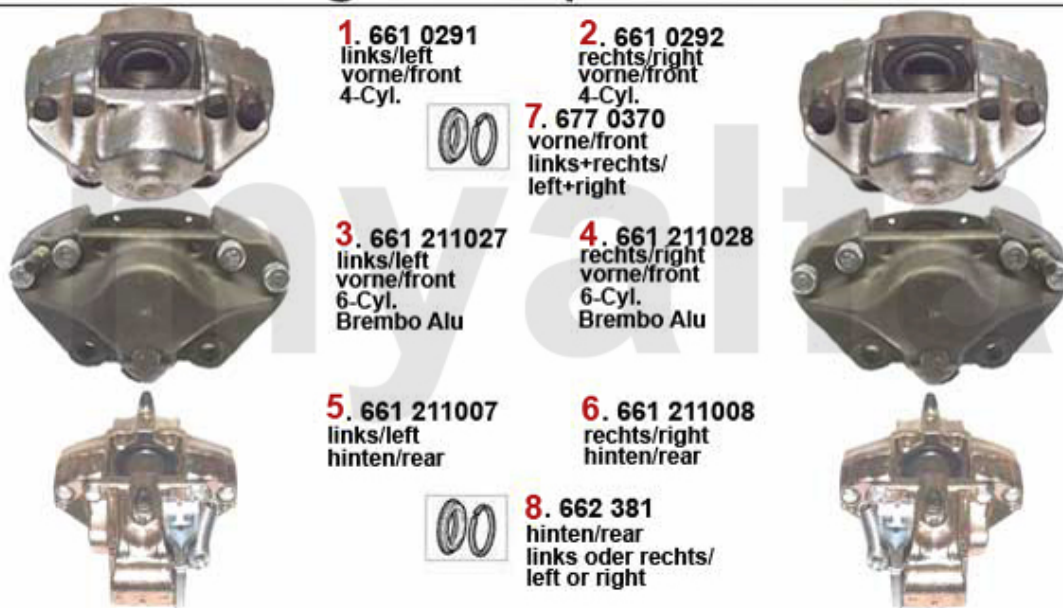 1. 661 0291
links/left
vorne/front
4-Cyl.
2. 661 0292
rechts/right
vorne/front
4-Cyl.
7. 677 0370
vorne/front
links+rechts/
left+right
3. 661 211027
links/left
vorne/front
6-Cyl.
Brembo Alu
4. 661 211028
rechts/right
vorne/front
6-Cyl.
Brembo Alu
5. 661 211007
links/left
hinten/rear
6. 661 211008
rechts/right
hinten/rear
8. 662 381
hinten/rear
links oder rechts/
left or right
myalfa